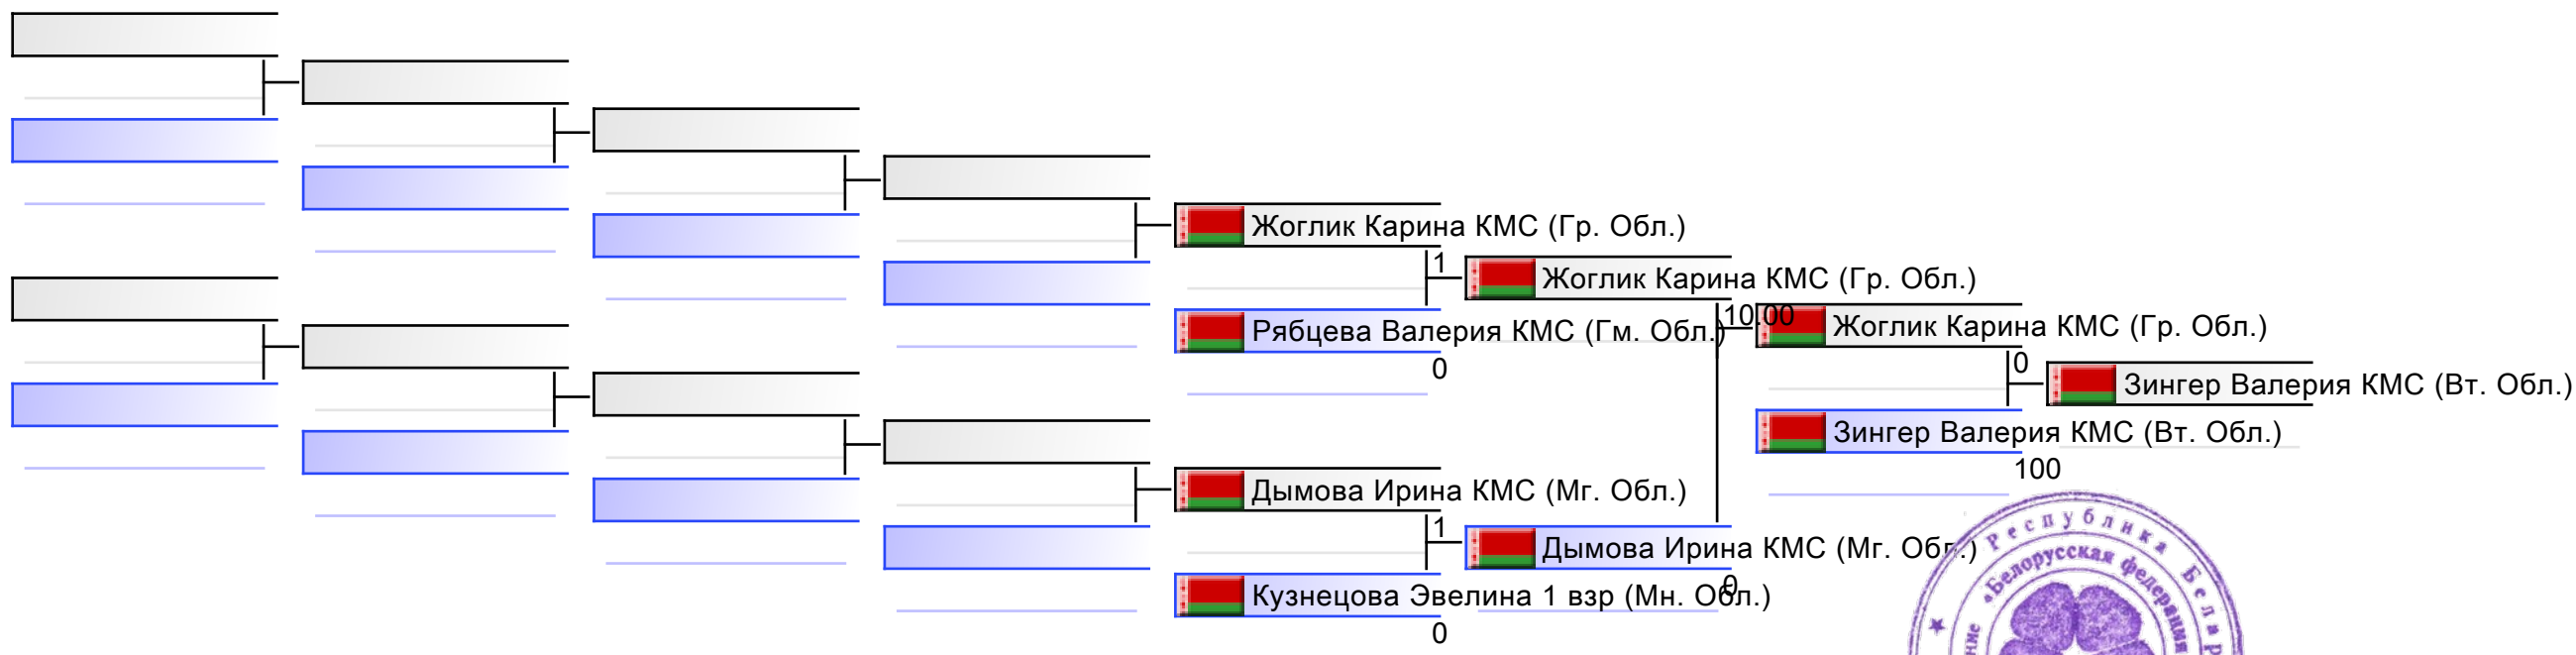 Жоглик Карина КМС (Гр. Обл.)
1
Рябцева Валерия КМС (Гм. Обл.)
0
Дымова Ирина КМС (Мг. Обл.)
1
Кузнецова Эвелина 1 взр (Мн. Обл.)
0
Жоглик Карина КМС (Гр. Обл.)
10.00
Дымова Ирина КМС (Мг. Обл.)
0
Жоглик Карина КМС (Гр. Обл.)
0
Зингер Валерия КМС (Вт. Обл.)
100
Зингер Валерия КМС (Вт. Обл.)
Республика
«Белорусская федерация